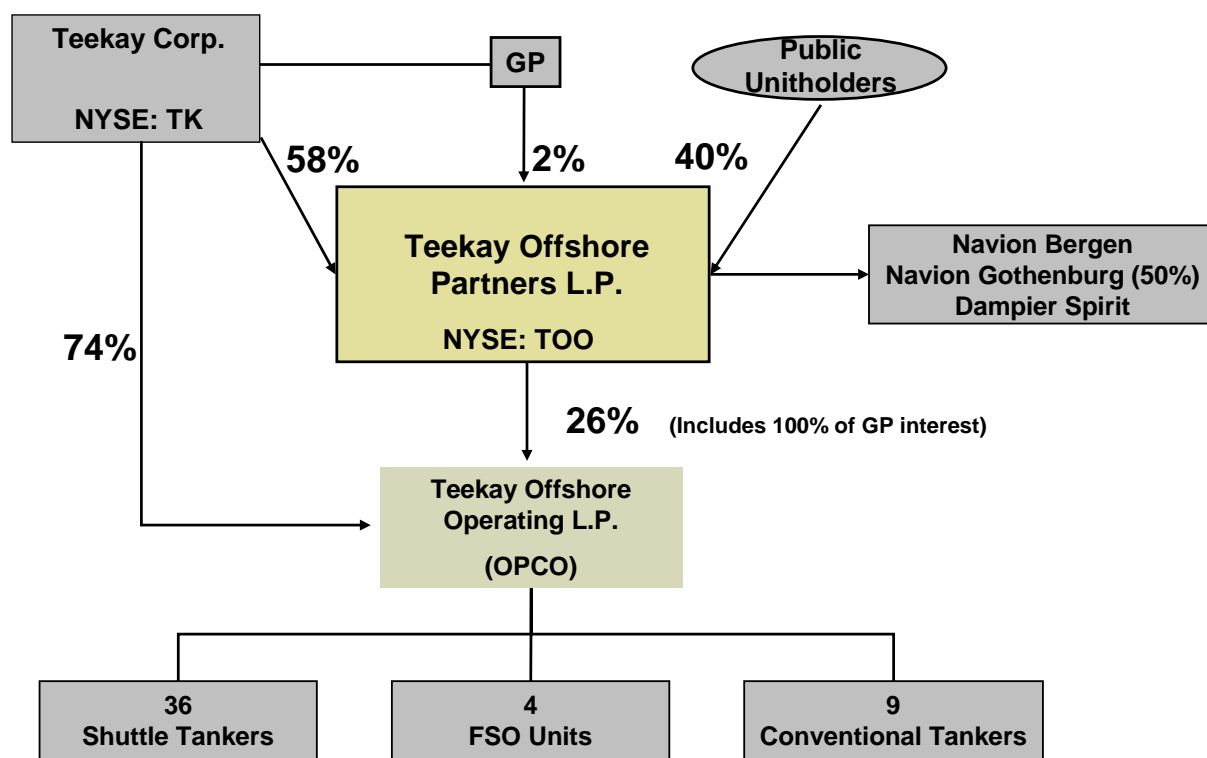 Teekay Corp.
NYSE: TK
GP
Public
Unitholders
58%
2%
40%
Teekay Offshore
Partners L.P.
NYSE: TOO
Navion Bergen
Navion Gothenburg (50%)
Dampier Spirit
74%
26% (Includes 100% of GP interest)
Teekay Offshore
Operating L.P.
(OPCO)
36
Shuttle Tankers
4
FSO Units
9
Conventional Tankers